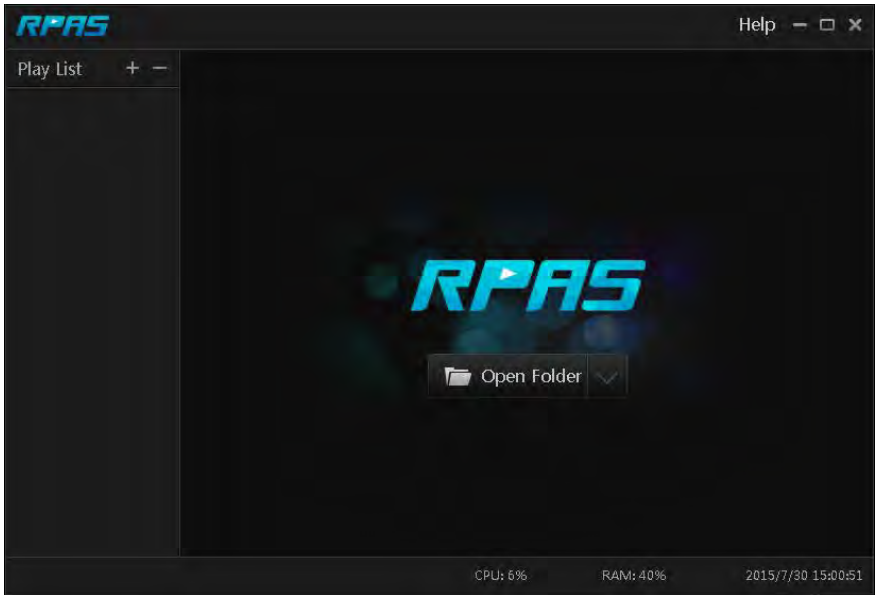 RPAS
Help
Play List + −
RPAS
Open Folder
CPU: 6% RAM: 40% 2015/7/30 15:00:51